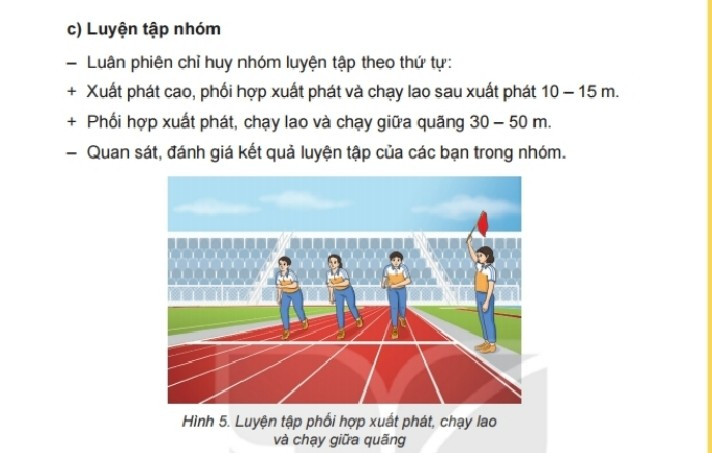 c) Luyện tập nhóm
– Luân phiên chỉ huy nhóm luyện tập theo thứ tự:
+ Xuất phát cao, phối hợp xuất phát và chạy lao sau xuất phát 10 – 15 m.
+ Phối hợp xuất phát, chạy lao và chạy giữa quãng 30 – 50 m.
– Quan sát, đánh giá kết quả luyện tập của các bạn trong nhóm.
Hình 5. Luyện tập phối hợp xuất phát, chạy lao
và chạy giữa quãng